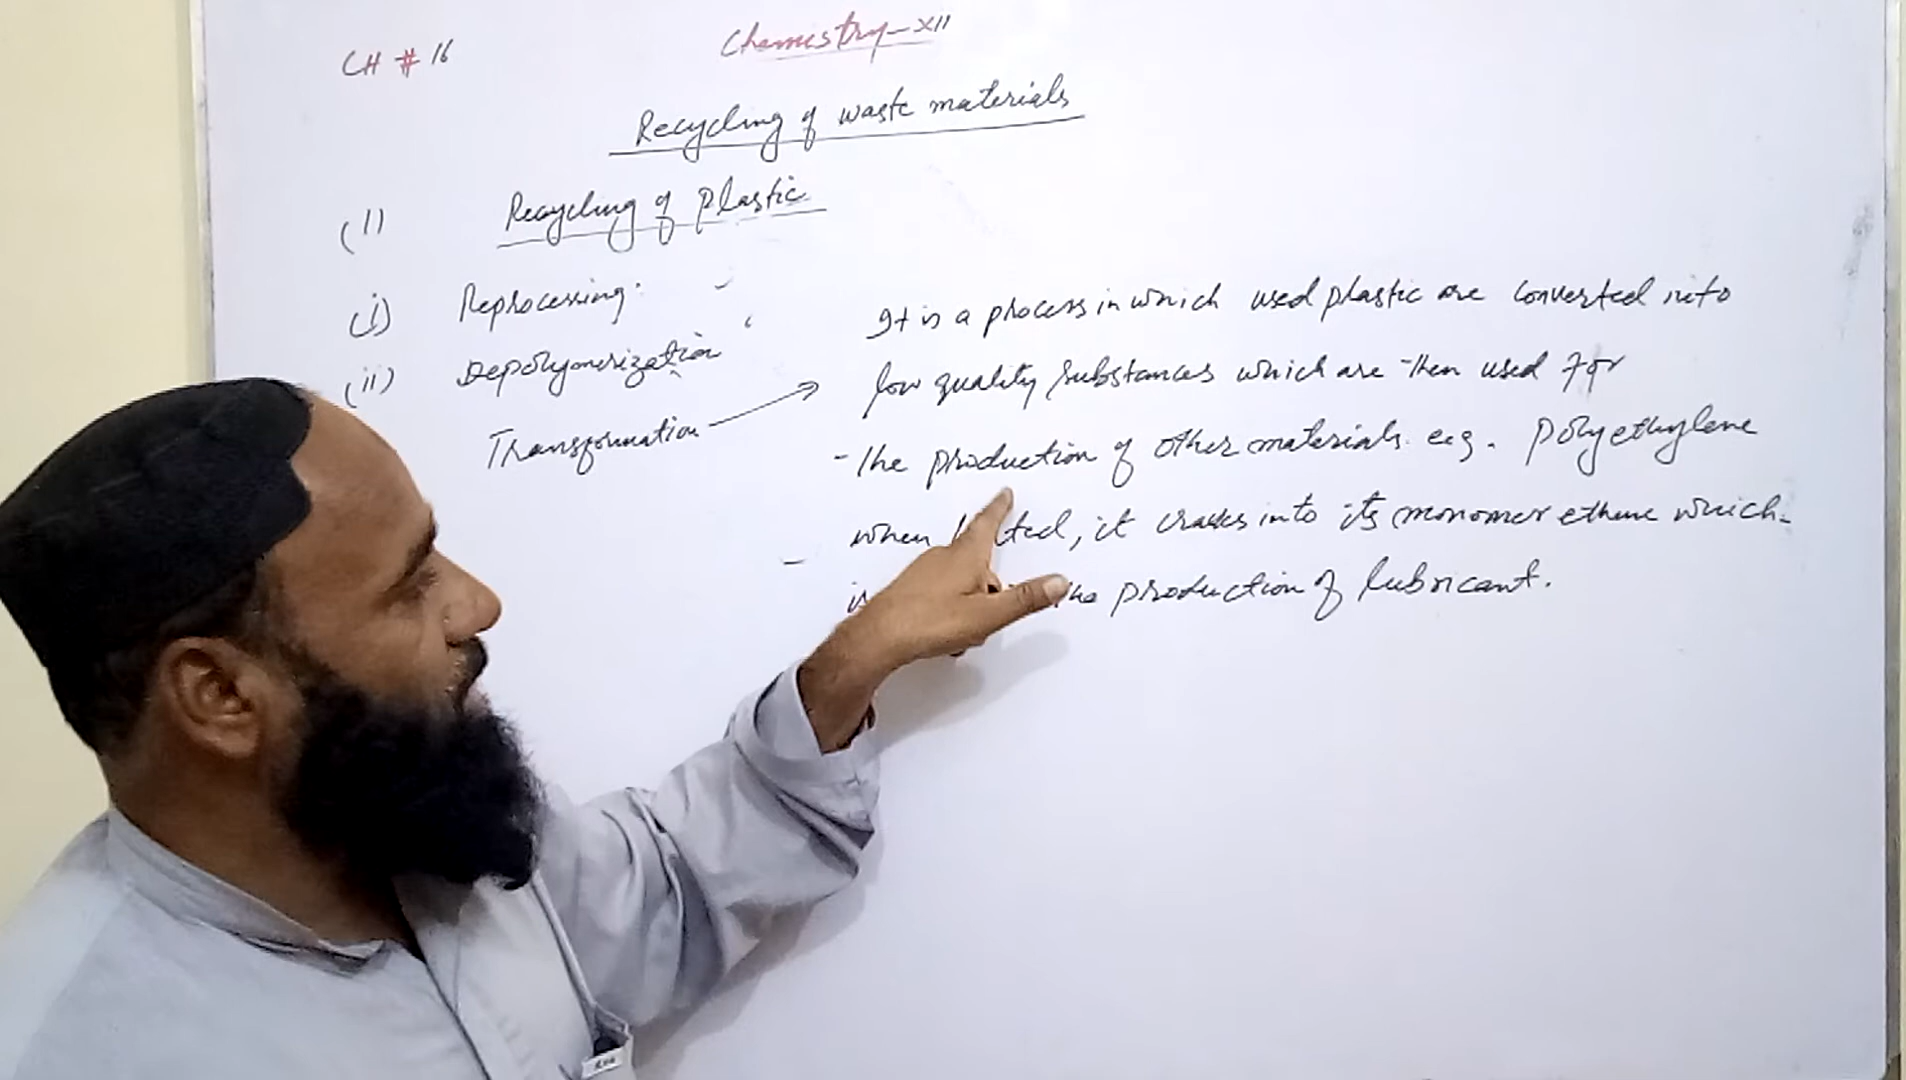 CH # 16
Chemistry-XII
Recycling of waste materials
(1) Recycling of Plastic
(i) Reprocessing.
(ii) Depolymerization
Transformation →
It is a process in which used plastic are converted into
low quality substances which are then used for
the production of other materials. e.g. polyethylene
when ted, it cracks into its monomer ethene which
is the production of lubricant.